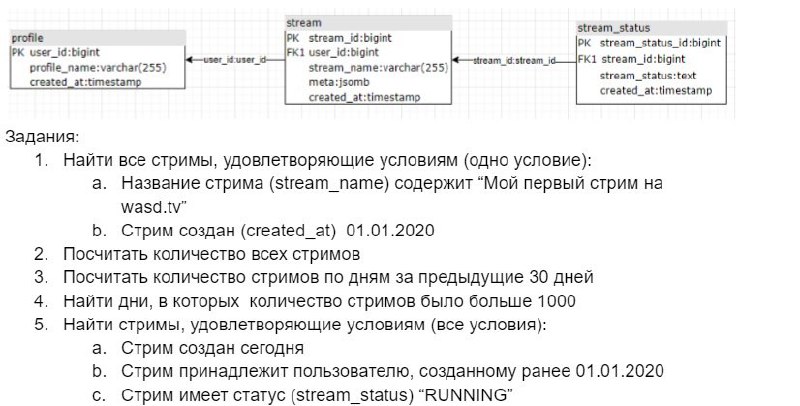 profile
PK user_id:bigint
profile_name:varchar(255)
created_at:timestamp
user_id:user_id
stream
PK stream_id:bigint
FK1 user_id:bigint
stream_name:varchar(255)
meta:jsomb
created_at:timestamp
stream_id:stream_id
stream_status
PK stream_status_id:bigint
FK1 stream_id:bigint
stream_status:text
created_at:timestamp
Задания:
1. Найти все стримы, удовлетворяющие условиям (одно условие):
a. Название стрима (stream_name) содержит “Мой первый стрим на
wasd.tv”
b. Стрим создан (created_at) 01.01.2020
2. Посчитать количество всех стримов
3. Посчитать количество стримов по дням за предыдущие 30 дней
4. Найти дни, в которых количество стримов было больше 1000
5. Найти стримы, удовлетворяющие условиям (все условия):
a. Стрим создан сегодня
b. Стрим принадлежит пользователю, созданному ранее 01.01.2020
c. Стрим имеет статус (stream_status) “RUNNING”